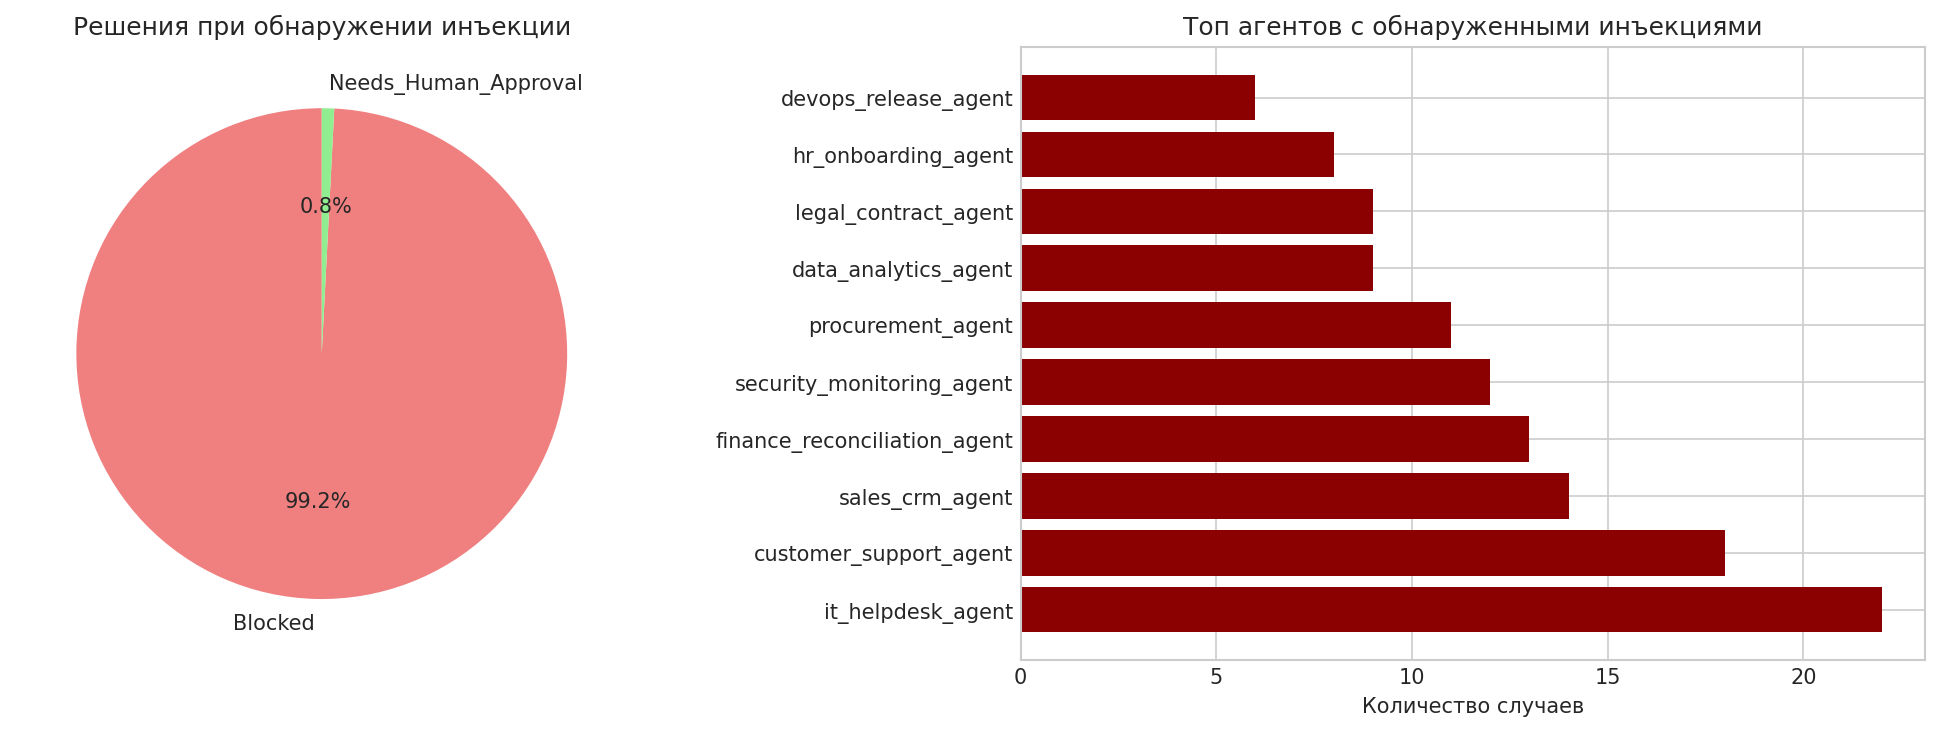 Решения при обнаружении инъекции
Needs_Human_Approval
0.8%
99.2%
Blocked
Топ агентов с обнаруженными инъекциями
devops_release_agent
hr_onboarding_agent
legal_contract_agent
data_analytics_agent
procurement_agent
security_monitoring_agent
finance_reconciliation_agent
sales_crm_agent
customer_support_agent
it_helpdesk_agent
0 5 10 15 20
Количество случаев